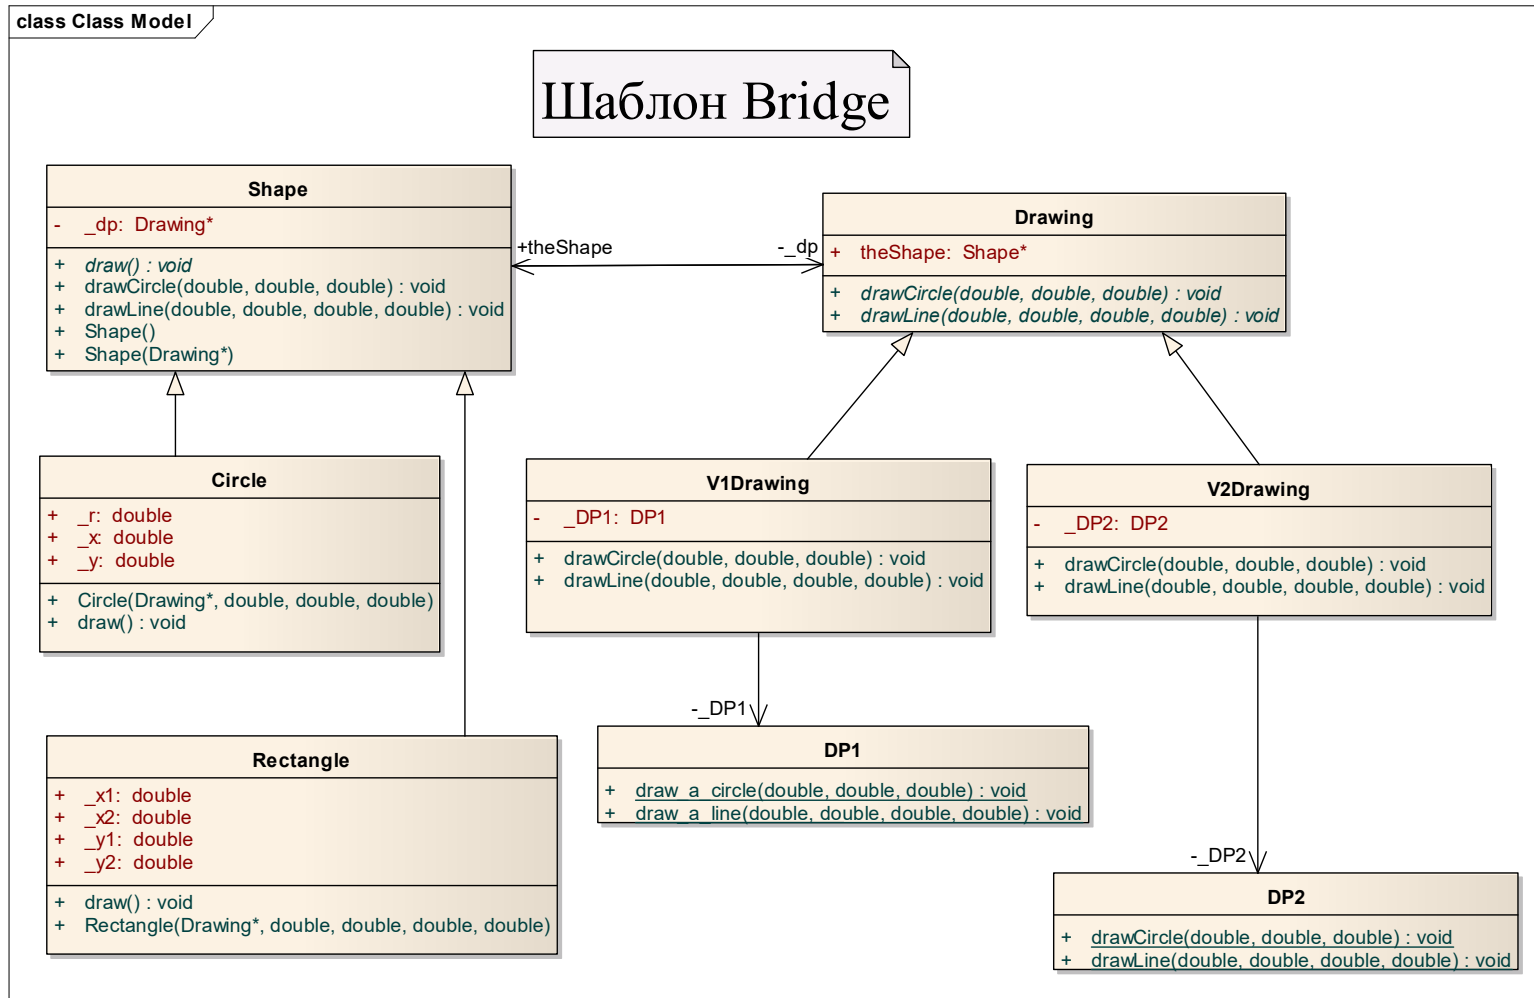 class Class Model
Шаблон Bridge
Shape
- _dp: Drawing*
+ draw() : void
+ drawCircle(double, double, double) : void
+ drawLine(double, double, double, double) : void
+ Shape()
+ Shape(Drawing*)
+theShape
-_dp
Drawing
+ theShape: Shape*
+ drawCircle(double, double, double) : void
+ drawLine(double, double, double, double) : void
Circle
+ _r: double
+ _x: double
+ _y: double
+ Circle(Drawing*, double, double, double)
+ draw() : void
V1Drawing
- _DP1: DP1
+ drawCircle(double, double, double) : void
+ drawLine(double, double, double, double) : void
V2Drawing
- _DP2: DP2
+ drawCircle(double, double, double) : void
+ drawLine(double, double, double, double) : void
Rectangle
+ _x1: double
+ _x2: double
+ _y1: double
+ _y2: double
+ draw() : void
+ Rectangle(Drawing*, double, double, double, double)
-_DP1
DP1
+ draw_a_circle(double, double, double) : void
+ draw_a_line(double, double, double, double) : void
-_DP2
DP2
+ drawCircle(double, double, double) : void
+ drawLine(double, double, double, double) : void